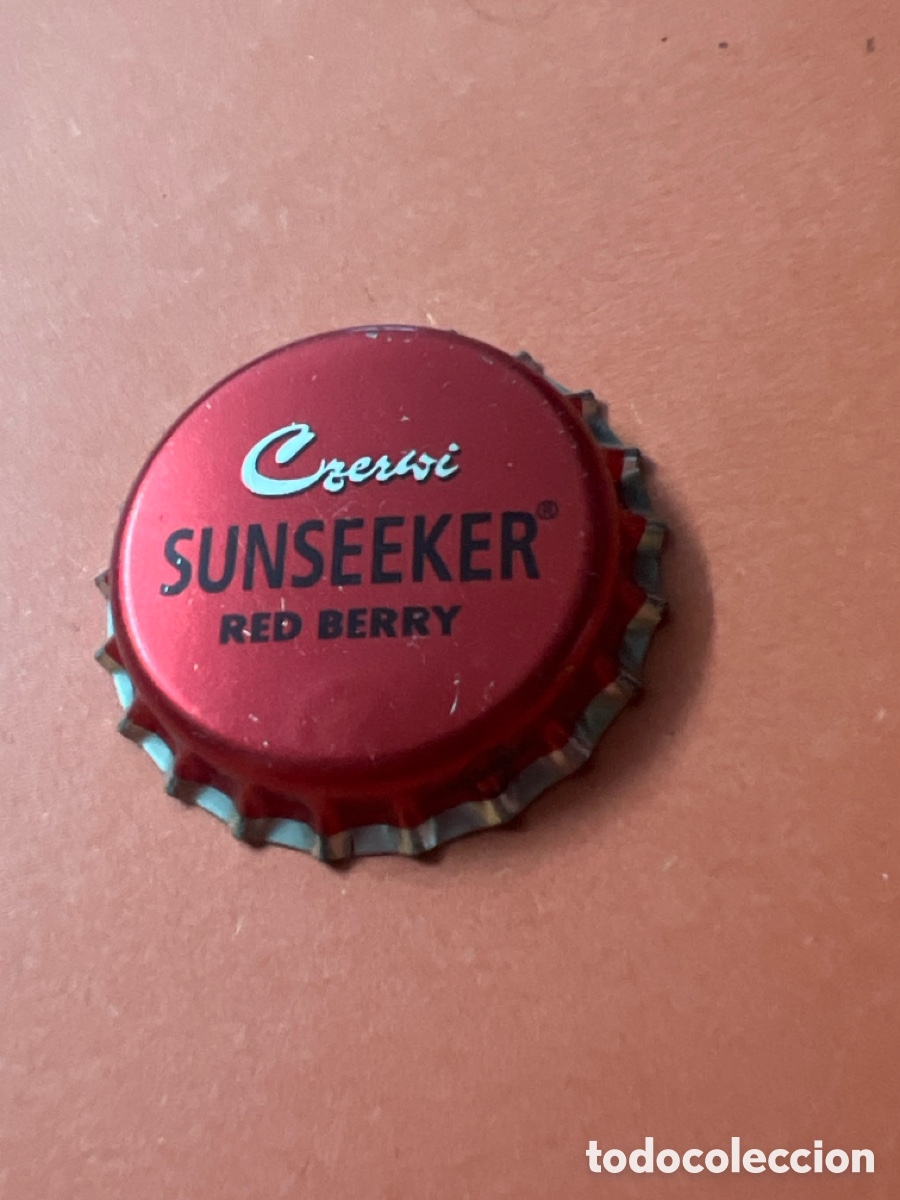 Czerwi
SUNSEEKER®
RED BERRY
todocoleccion